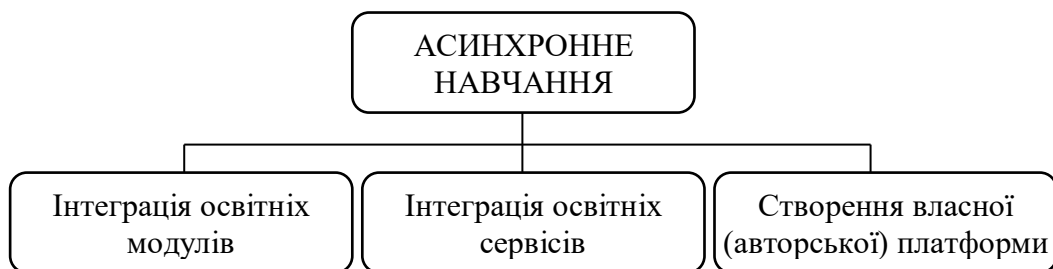 АСИНХРОННЕ
НАВЧАННЯ
Інтеграція освітніх
модулів
Інтеграція освітніх
сервісів
Створення власної
(авторської) платформи